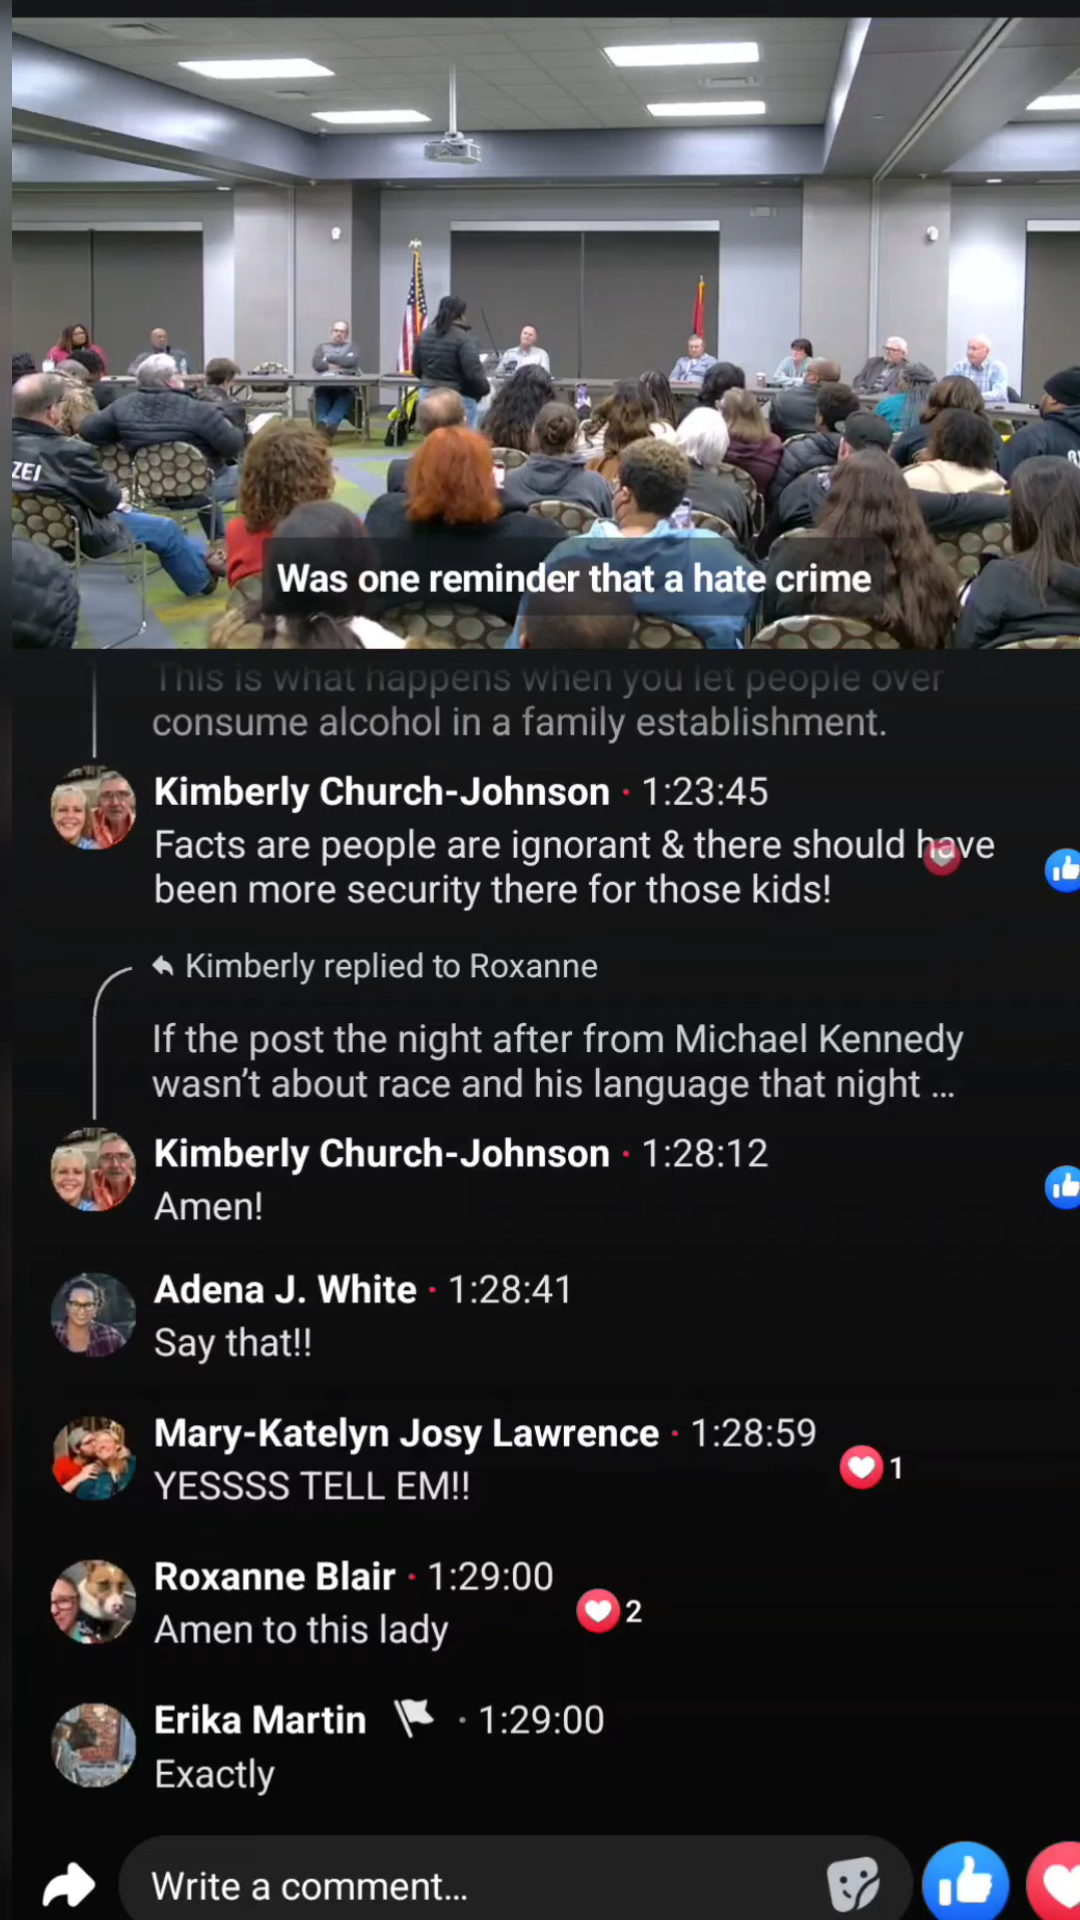 ZEI
Was one reminder that a hate crime
This is what happens when you let people over
consume alcohol in a family establishment.
Kimberly Church-Johnson · 1:23:45
Facts are people are ignorant & there should have
been more security there for those kids!
Kimberly replied to Roxanne
If the post the night after from Michael Kennedy
wasn't about race and his language that night ...
Kimberly Church-Johnson · 1:28:12
Amen!
Adena J. White · 1:28:41
Say that!!
Mary-Katelyn Josy Lawrence · 1:28:59
YESSSS TELL EM!!
1
Roxanne Blair · 1:29:00
Amen to this lady
2
Erika Martin · 1:29:00
Exactly
Write a comment...